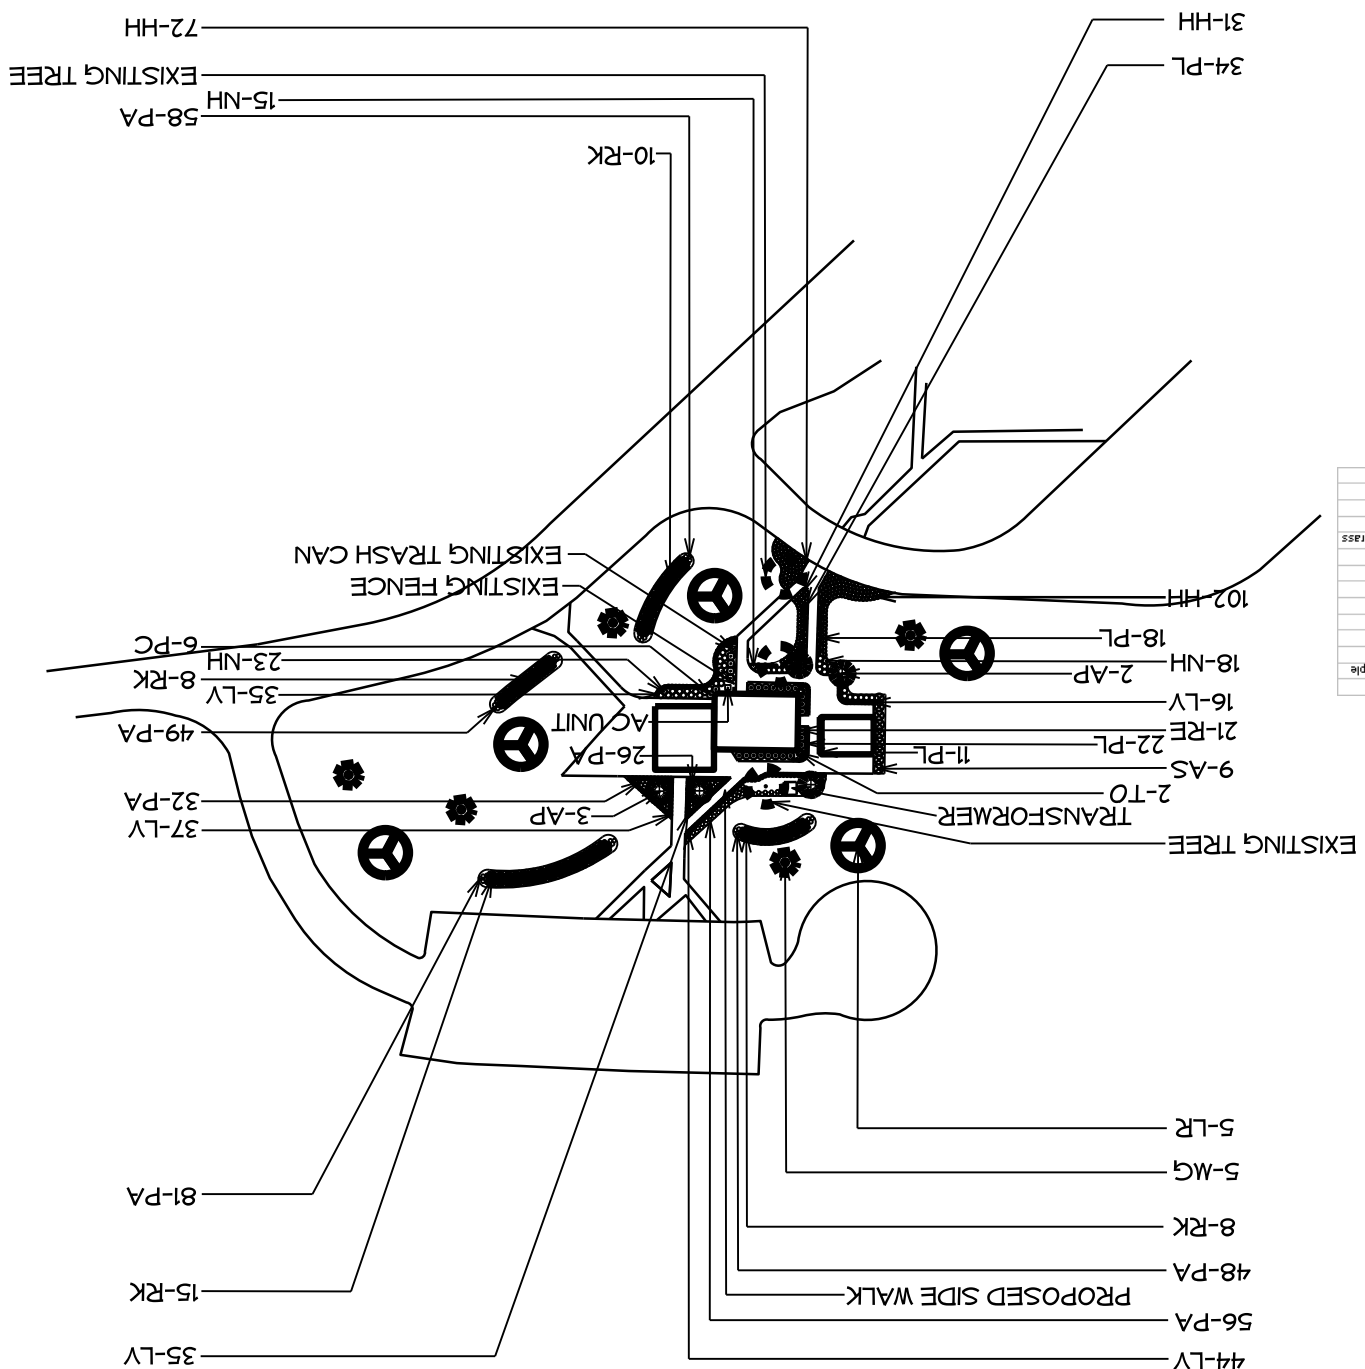 44-LV
35-LV
56-PA
PROPOSED SIDE WALK
15-RK
48-PA
8-RK
81-PA
5-MG
5-LR
EXISTING TREE
37-LV
TRANSFORMER
3-AP
32-PA
2-TO
9-AS
26-PA
11-PL
22-PL
21-RE
49-PA
AC UNIT
16-LV
35-LV
8-RK
2-AP
18-NH
23-NH
6-PC
ple
18-PL
102-HH
EXISTING FENCE
EXISTING TRASH CAN
rass
10-RK
58-PA
15-NH
EXISTING TREE
34-PL
72-HH
31-HH